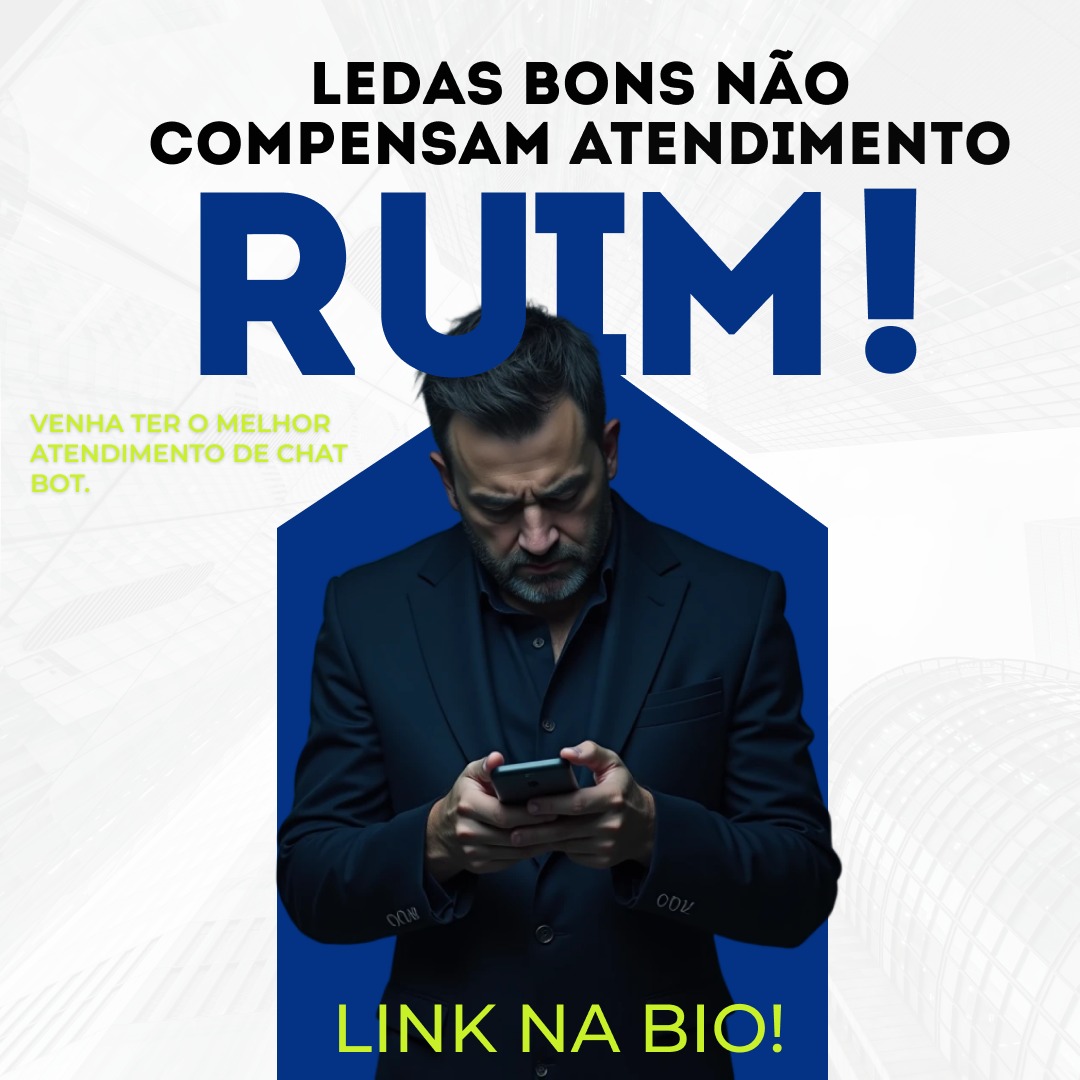 LEDAS BONS NÃO
COMPENSAM ATENDIMENTO
RUIM!
VENHA TER O MELHOR
ATENDIMENTO DE CHAT
BOT.
LINK NA BIO!